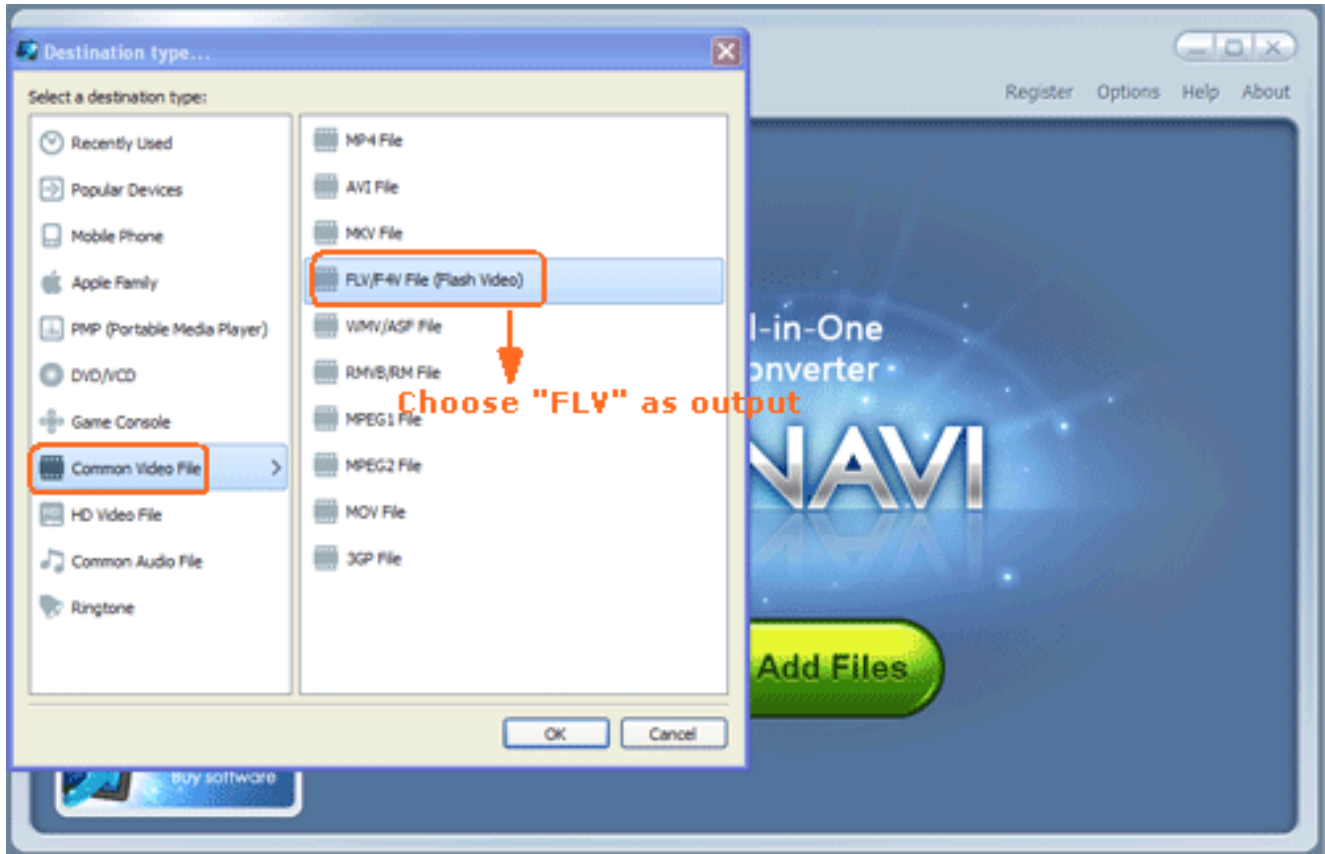 Destination type...
Register Options Help About
Select a destination type:
Recently Used
Popular Devices
Mobile Phone
Apple Family
PMP (Portable Media Player)
DVD/VCD
Game Console
Common Video File
HD Video File
Common Audio File
Ringtone
MP4 File
AVI File
MKV File
FLV/F4V File (Flash Video)
WMV/ASF File
RMVB/RM File
Choose "FLV" as output
MPEG1 File
MPEG2 File
MOV File
3GP File
OK
Cancel
l-in-One
onverter
NAVI
Add Files
Buy software